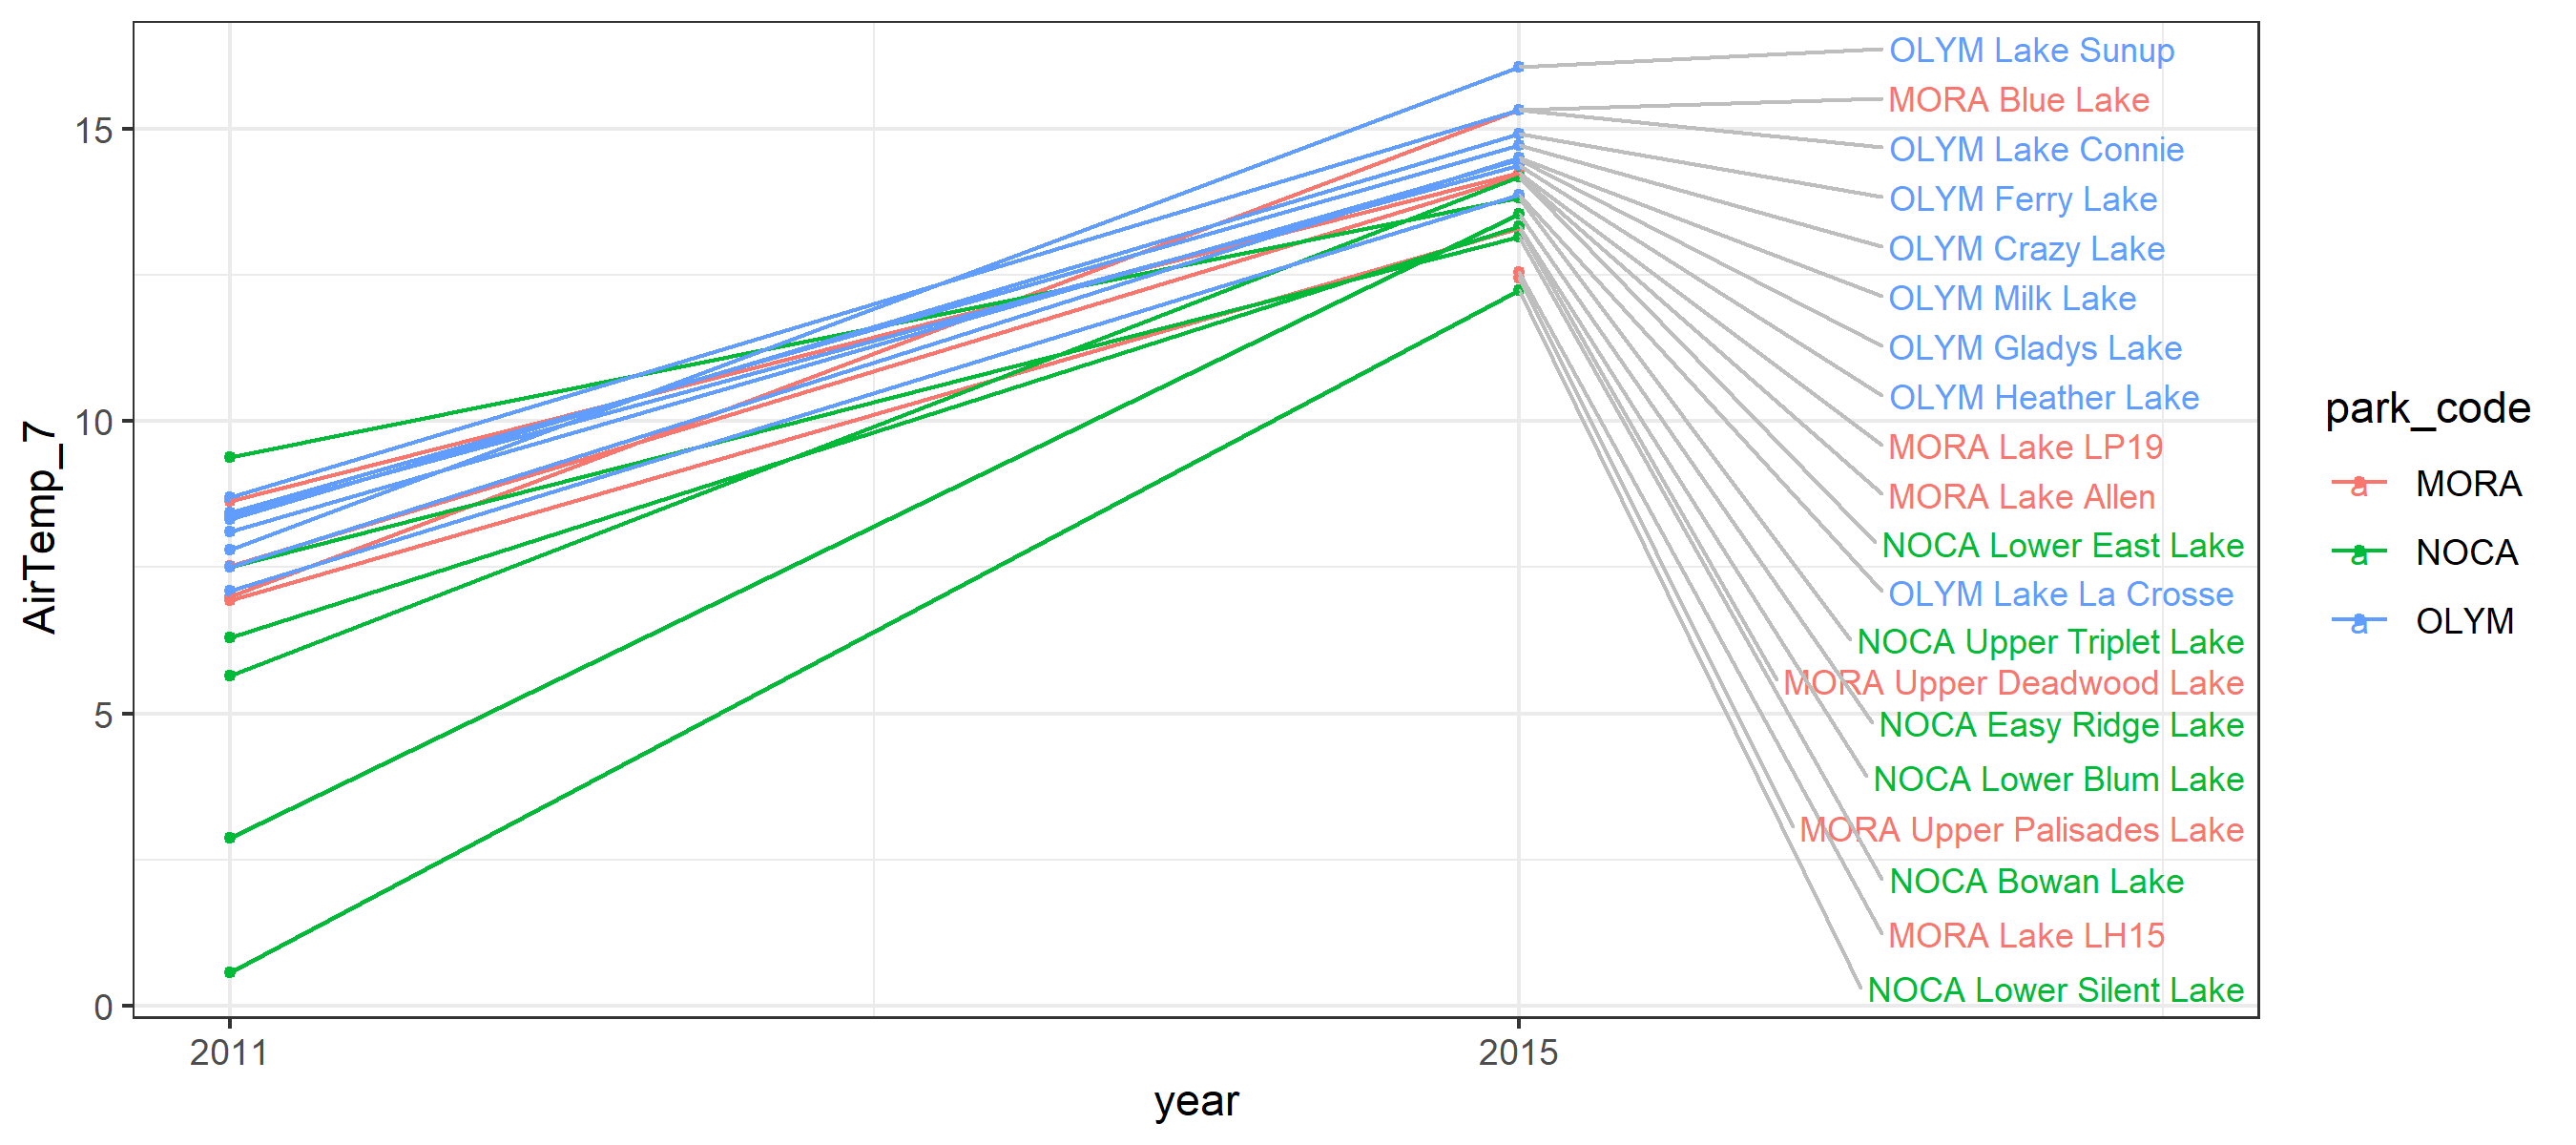 OLYM Lake Sunup
MORA Blue Lake
OLYM Lake Connie
OLYM Ferry Lake
OLYM Crazy Lake
OLYM Milk Lake
OLYM Gladys Lake
OLYM Heather Lake
MORA Lake LP19
MORA Lake Allen
NOCA Lower East Lake
OLYM Lake La Crosse
NOCA Upper Triplet Lake
MORA Upper Deadwood Lake
NOCA Easy Ridge Lake
NOCA Lower Blum Lake
MORA Upper Palisades Lake
NOCA Bowan Lake
MORA Lake LH15
NOCA Lower Silent Lake
15
10
5
0
AirTemp_7
2011
2015
year
park_code
a MORA
a NOCA
a OLYM